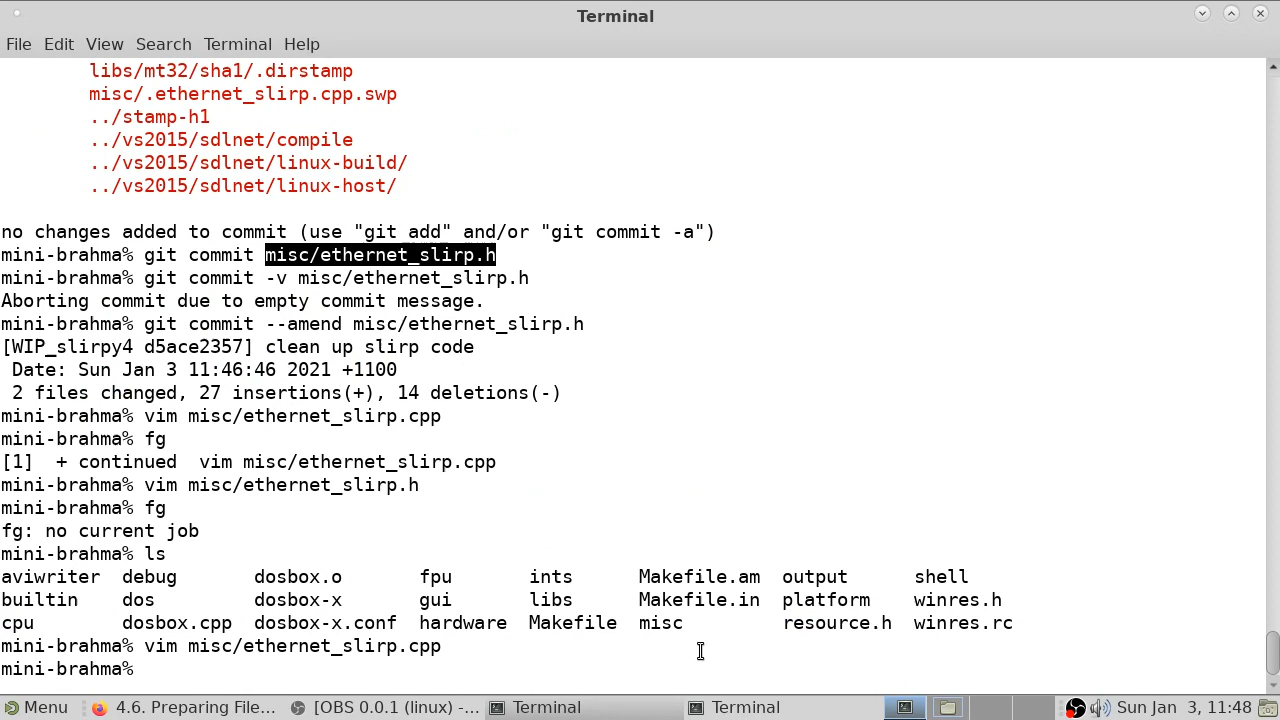 Terminal
File Edit View Search Terminal Help
libs/mt32/sha1/.dirstamp
misc/.ethernet_slirp.cpp.swp
../stamp-h1
../vs2015/sdlnet/compile
../vs2015/sdlnet/linux-build/
../vs2015/sdlnet/linux-host/
no changes added to commit (use "git add" and/or "git commit -a")
mini-brahma% git commit misc/ethernet_slirp.h
mini-brahma% git commit -v misc/ethernet_slirp.h
Aborting commit due to empty commit message.
mini-brahma% git commit --amend misc/ethernet_slirp.h
[WIP_slirpy4 d5ace2357] clean up slirp code
Date: Sun Jan 3 11:46:46 2021 +1100
2 files changed, 27 insertions(+), 14 deletions(-)
mini-brahma% vim misc/ethernet_slirp.cpp
mini-brahma% fg
[1]  + continued  vim misc/ethernet_slirp.cpp
mini-brahma% vim misc/ethernet_slirp.h
mini-brahma% fg
fg: no current job
mini-brahma% ls
aviwriter debug dosbox.o fpu ints Makefile.am output shell
builtin dos dosbox-x gui libs Makefile.in platform winres.h
cpu dosbox.cpp dosbox-x.conf hardware Makefile misc resource.h winres.rc
mini-brahma% vim misc/ethernet_slirp.cpp
mini-brahma%
Menu 4.6. Preparing File... [OBS 0.0.1 (linux) -... Terminal Terminal Sun Jan 3, 11:48